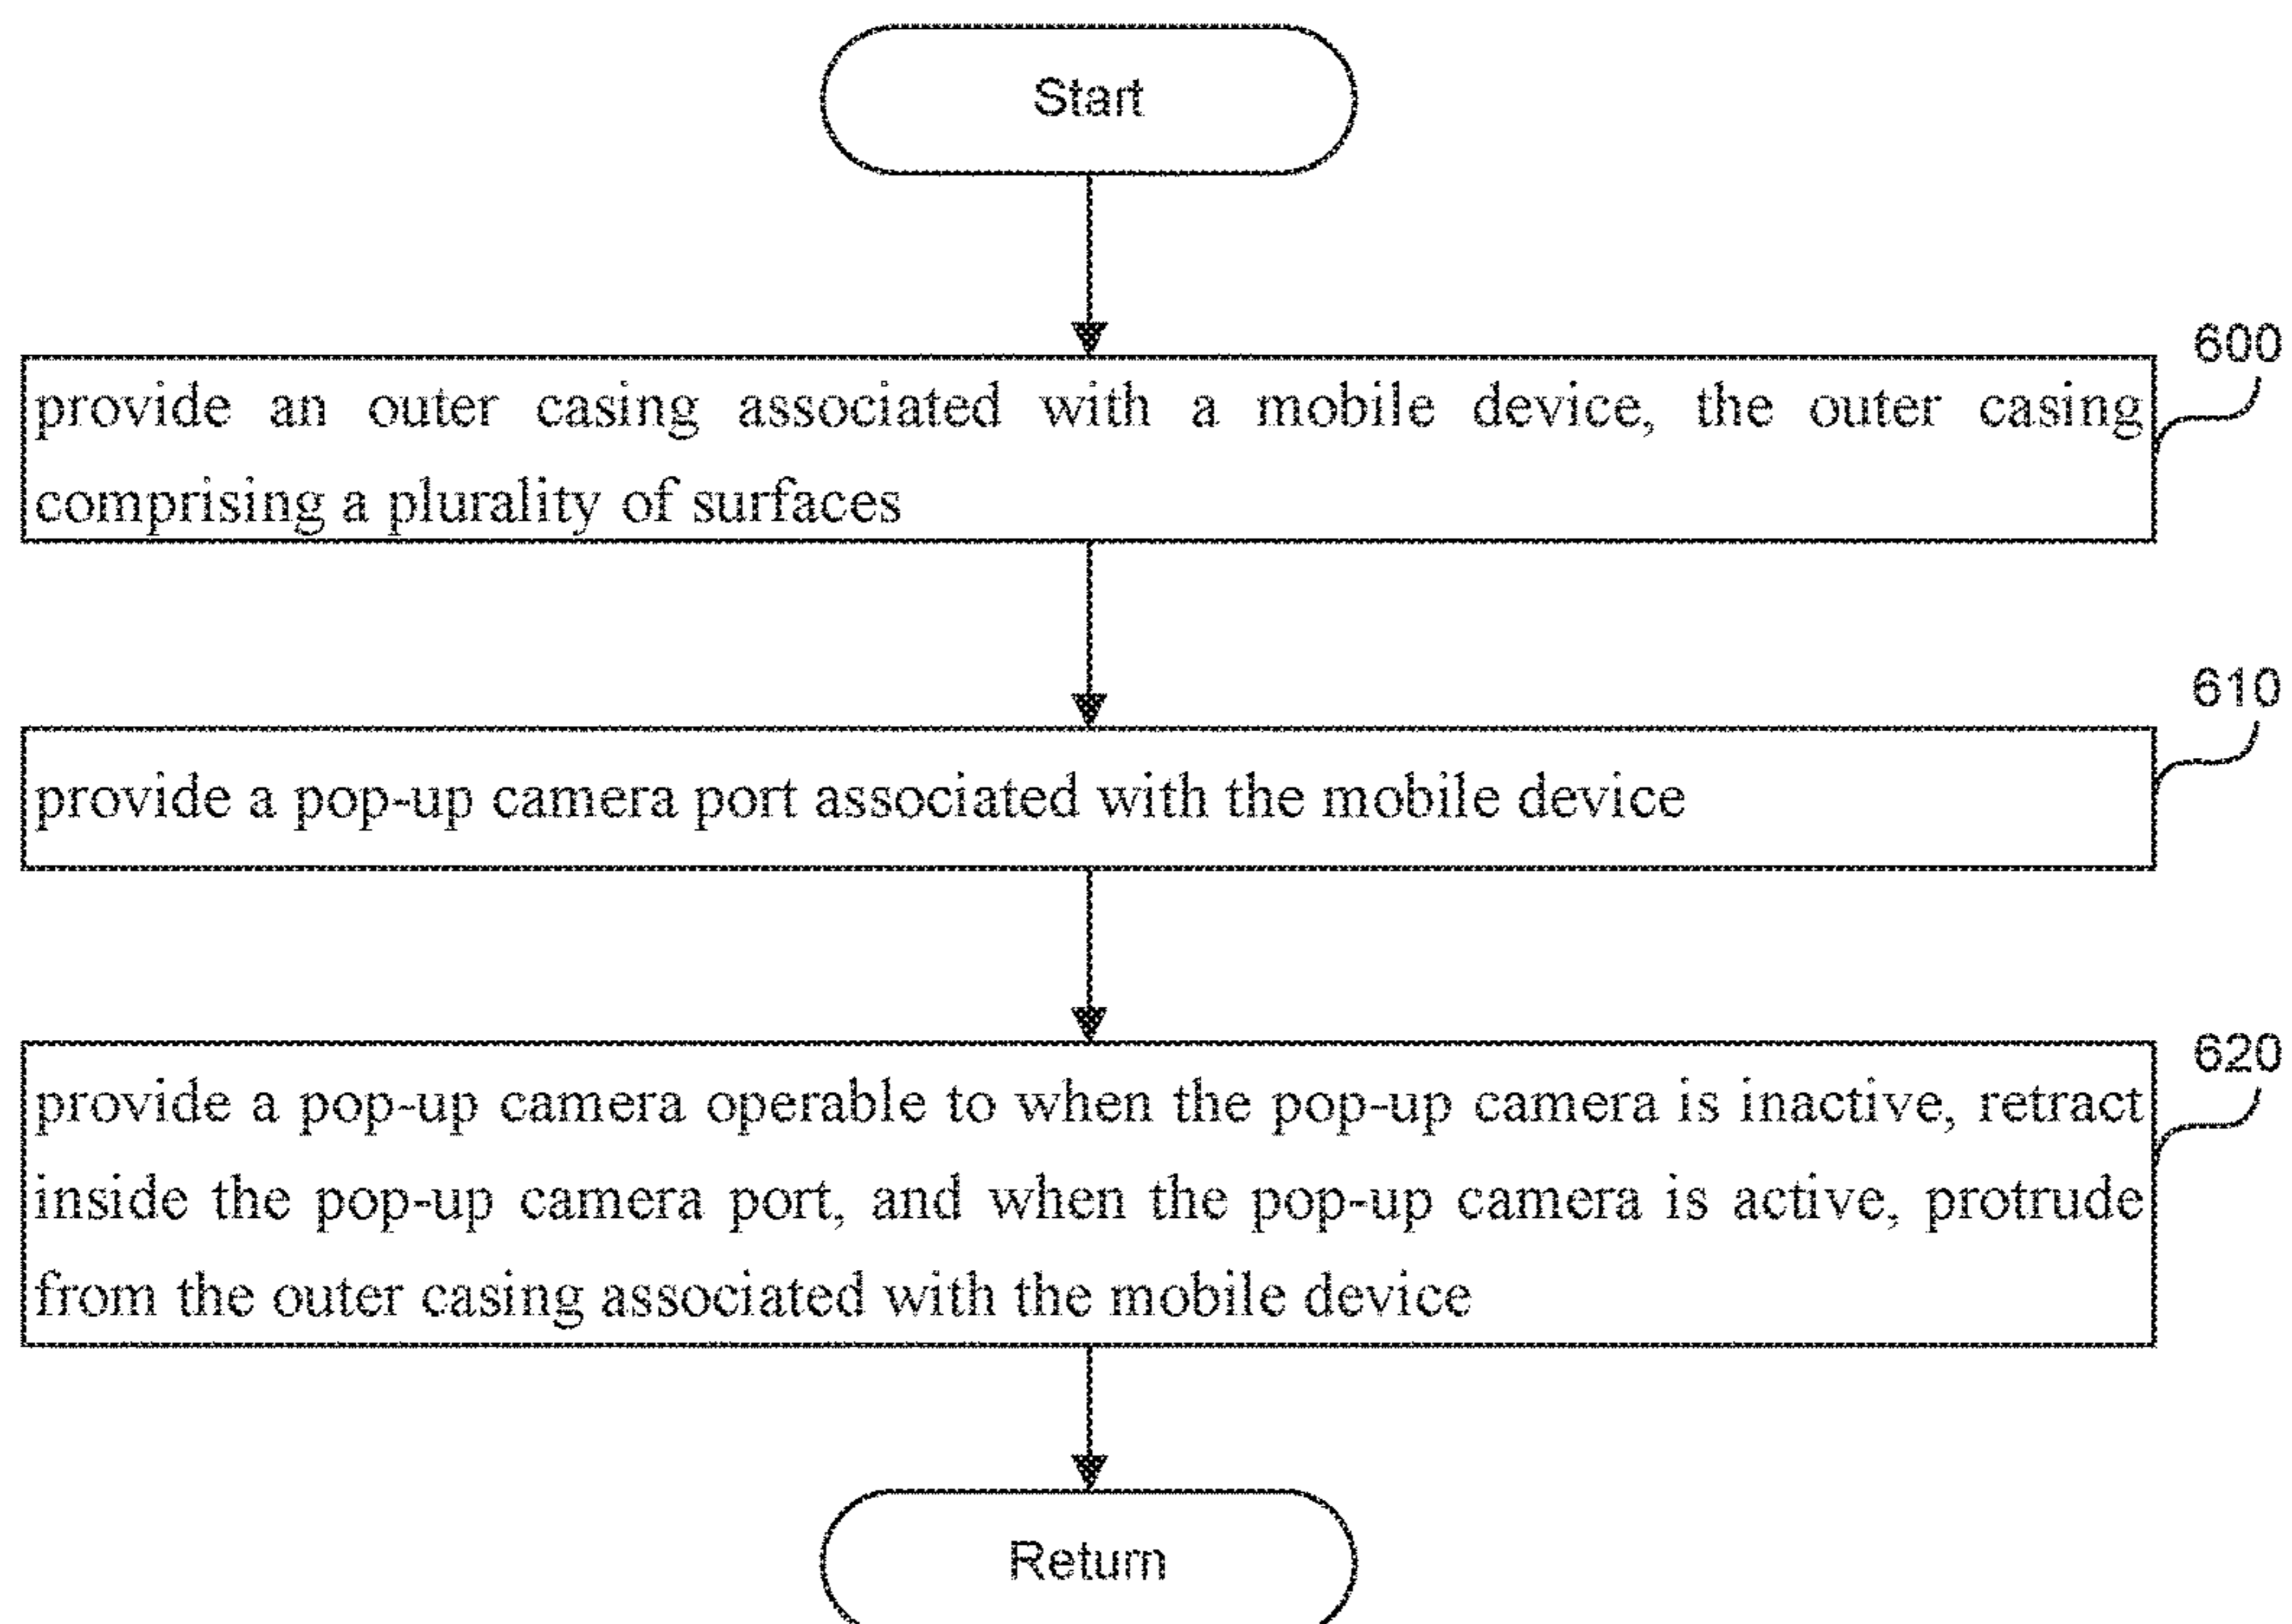 Start
600
provide an outer casing associated with a mobile device, the outer casing
comprising a plurality of surfaces
610
provide a pop-up camera port associated with the mobile device
620
provide a pop-up camera operable to when the pop-up camera is inactive, retract
inside the pop-up camera port, and when the pop-up camera is active, protrude
from the outer casing associated with the mobile device
Return